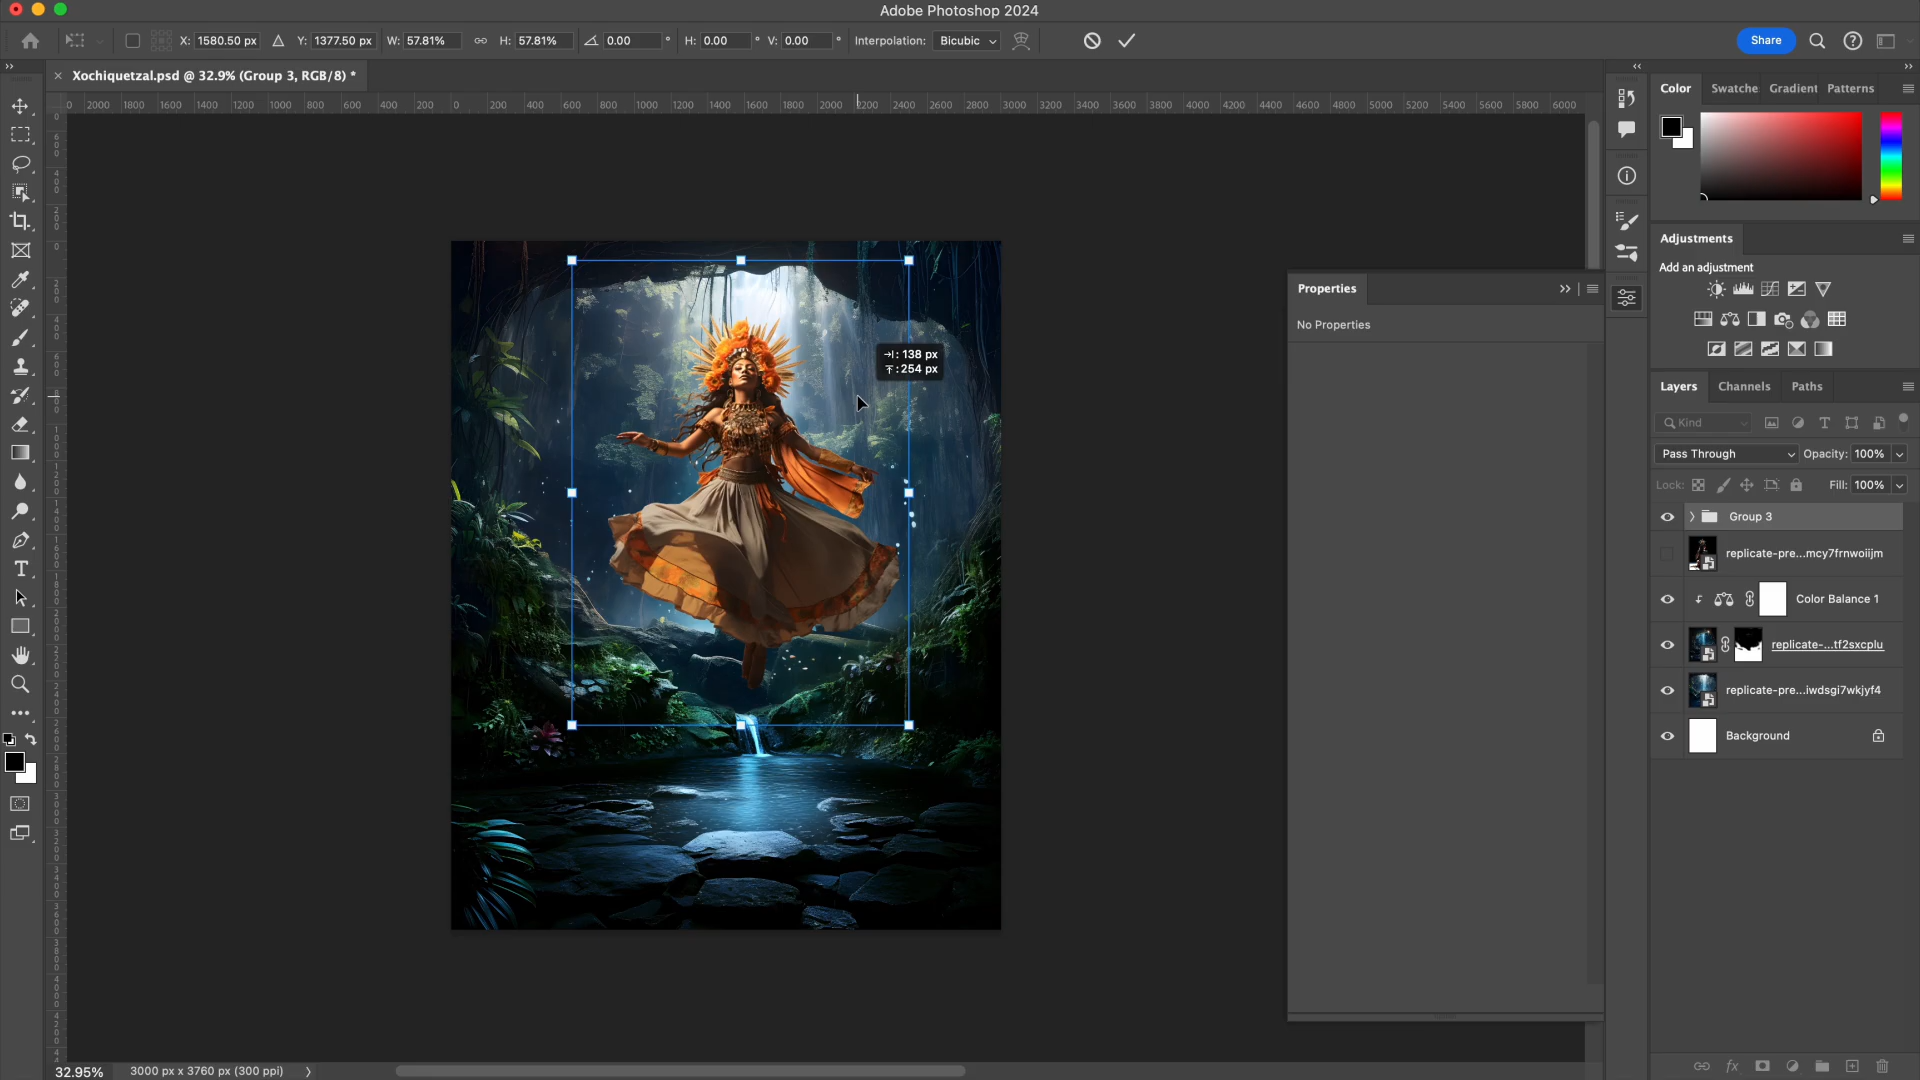 Adobe Photoshop 2024
X: 1580.50 px Y: 1377.50 px W: 57.81% H: 57.81% 0.00 ° H: 0.00 ° V: 0.00 ° Interpolation: Bicubic Share
Xochiquetzal.psd @ 32.9% (Group 3, RGB/8) *
0 2000 1800 1600 1400 1200 1000 800 600 400 200 0 200 400 600 800 1000 1200 1400 1600 1800 2000 2200 2400 2600 2800 3000 3200 3400 3600 3800 4000 4200 4400 4600 4800 5000 5200 5400 5600 5800 6000
Color Swatche Gradient Patterns
Adjustments
Add an adjustment
Properties
No Properties
: 138 px
: 254 px
Layers Channels Paths
Kind
Pass Through Opacity: 100%
Lock: Fill: 100%
Group 3
replicate-pre...mcy7frnwoiijm
Color Balance 1
replicate-...tf2sxcplu
replicate-pre...iwdsgi7wkjyf4
Background
32.95% 3000 px x 3760 px (300 ppi)